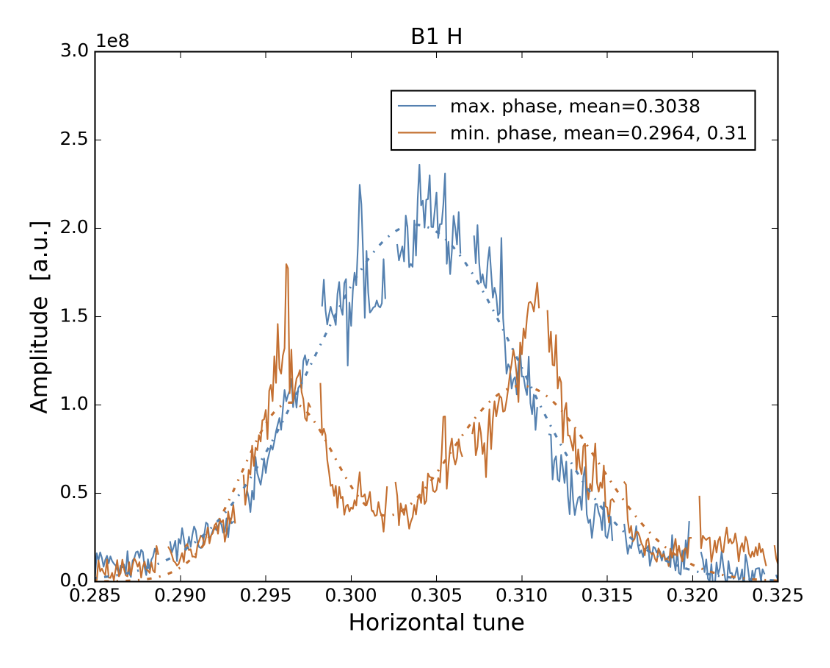 B1 H
1e8
3.0
2.5
2.0
1.5
1.0
0.5
0.0
Amplitude [a.u.]
max. phase, mean=0.3038
min. phase, mean=0.2964, 0.31
0.285 0.290 0.295 0.300 0.305 0.310 0.315 0.320 0.325
Horizontal tune